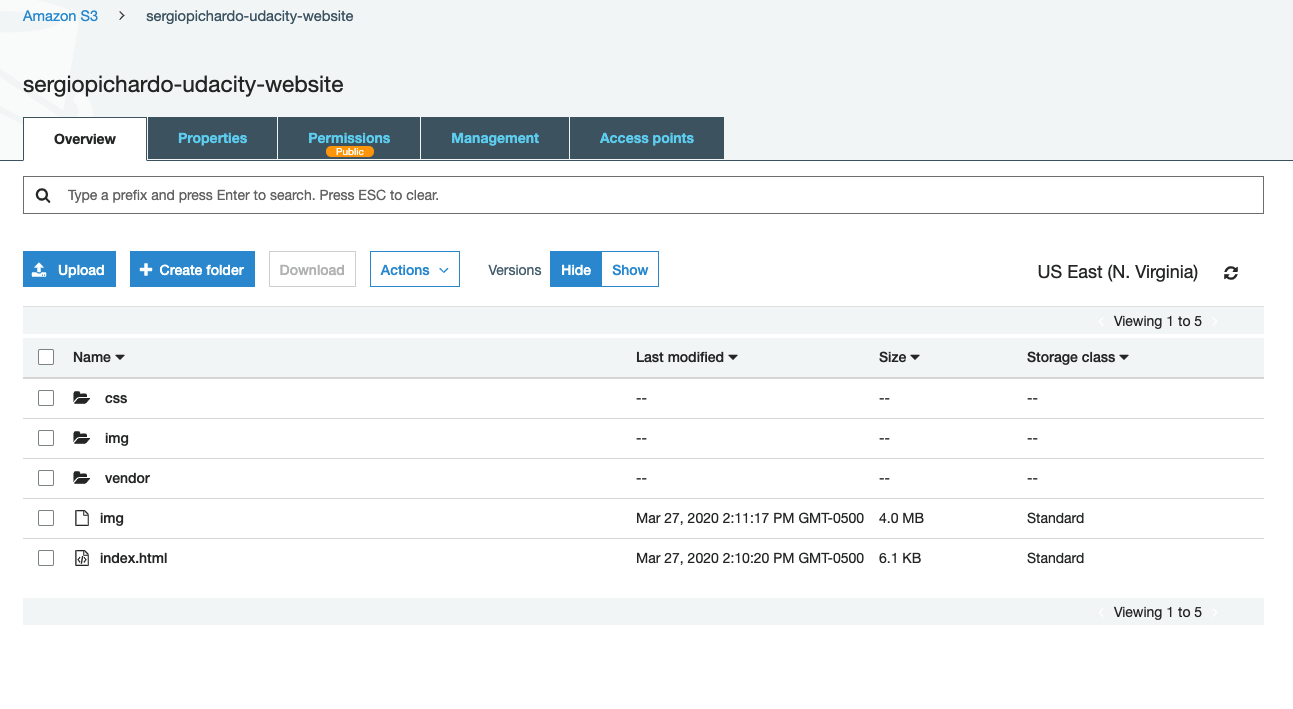 Amazon S3 > sergiopichardo-udacity-website
sergiopichardo-udacity-website
Overview Properties Permissions Management Access points
Public
Type a prefix and press Enter to search. Press ESC to clear.
Upload + Create folder Download Actions Versions Hide Show US East (N. Virginia)
Viewing 1 to 5
Name Last modified Size Storage class
css -- -- --
img -- -- --
vendor -- -- --
img Mar 27, 2020 2:11:17 PM GMT-0500 4.0 MB Standard
index.html Mar 27, 2020 2:10:20 PM GMT-0500 6.1 KB Standard
Viewing 1 to 5